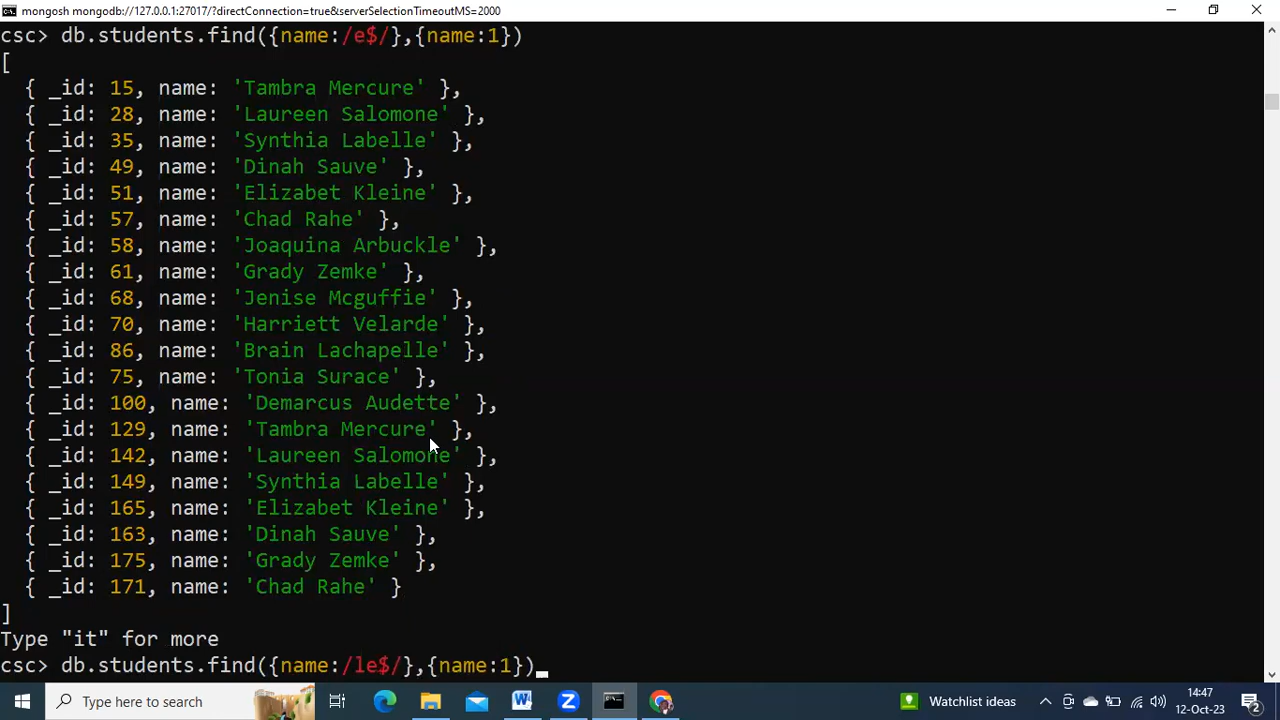 mongosh mongodb://127.0.0.1:27017/?directConnection=true&serverSelectionTimeoutMS=2000
csc> db.students.find({name:/e$/},{name:1})
[
  { _id: 15, name: 'Tambra Mercure' },
  { _id: 28, name: 'Laureen Salomone' },
  { _id: 35, name: 'Synthia Labelle' },
  { _id: 49, name: 'Dinah Sauve' },
  { _id: 51, name: 'Elizabet Kleine' },
  { _id: 57, name: 'Chad Rahe' },
  { _id: 58, name: 'Joaquina Arbuckle' },
  { _id: 61, name: 'Grady Zemke' },
  { _id: 68, name: 'Jenise Mcguffie' },
  { _id: 70, name: 'Harriett Velarde' },
  { _id: 86, name: 'Brain Lachapelle' },
  { _id: 75, name: 'Tonia Surace' },
  { _id: 100, name: 'Demarcus Audette' },
  { _id: 129, name: 'Tambra Mercure' },
  { _id: 142, name: 'Laureen Salomone' },
  { _id: 149, name: 'Synthia Labelle' },
  { _id: 165, name: 'Elizabet Kleine' },
  { _id: 163, name: 'Dinah Sauve' },
  { _id: 175, name: 'Grady Zemke' },
  { _id: 171, name: 'Chad Rahe' }
]
Type "it" for more
csc> db.students.find({name:/le$/},{name:1})
Type here to search
Watchlist ideas
14:47
12-Oct-23
2